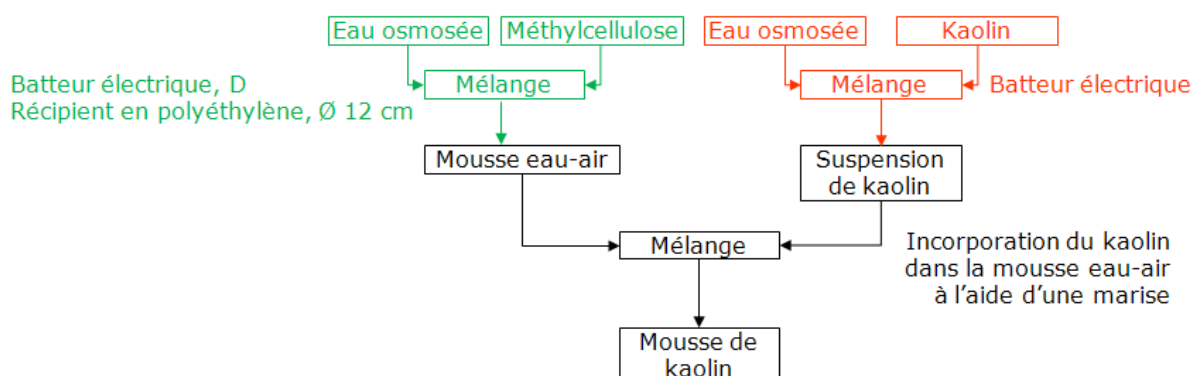 Eau osmosée
Méthylcellulose
Eau osmosée
Kaolin
Batteur électrique, D
Récipient en polyéthylène, Ø 12 cm
Mélange
Mélange
Batteur électrique
Mousse eau-air
Suspension
de kaolin
Mélange
Incorporation du kaolin
dans la mousse eau-air
à l'aide d'une marise
Mousse de
kaolin